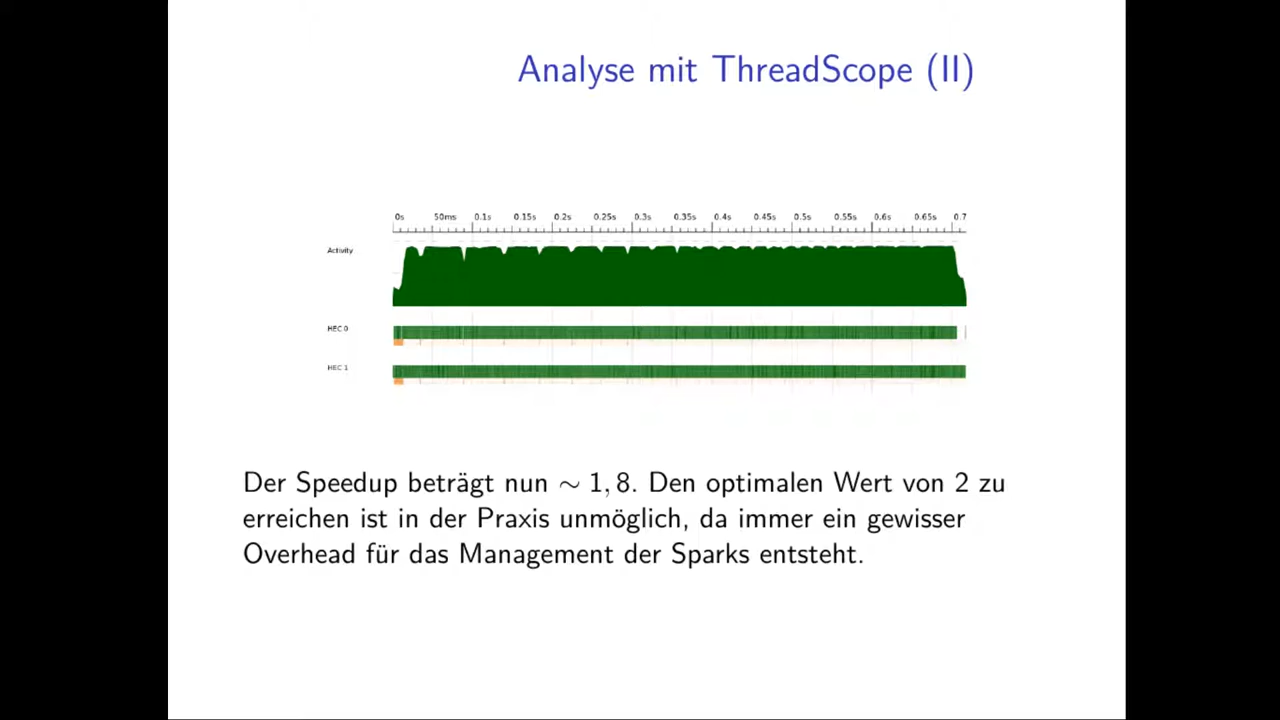 Analyse mit ThreadScope (II)
0s 50ms 0.1s 0.15s 0.2s 0.25s 0.3s 0.35s 0.4s 0.45s 0.5s 0.55s 0.6s 0.65s 0.7
Activity
HEC 0
HEC 1
Der Speedup beträgt nun ∼ 1, 8. Den optimalen Wert von 2 zu
erreichen ist in der Praxis unmöglich, da immer ein gewisser
Overhead für das Management der Sparks entsteht.